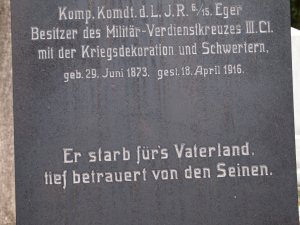 Komp. Komdt. d. L. J. R. 6/15. Eger
Besitzer des Militär-Verdienstkreuzes III. Cl.
mit der Kriegsdekoration und Schwertern,
geb. 29. Juni 1873. gest. 18. April 1916.
Er starb für's Vaterland,
tief betrauert von den Seinen.